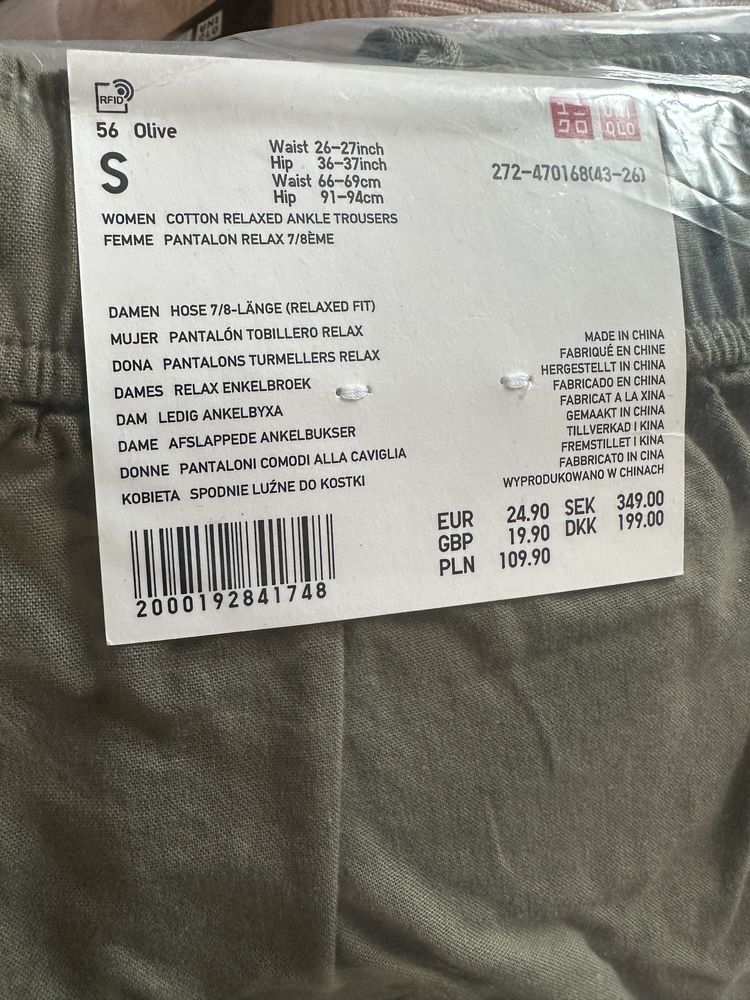 RFID
56 Olive
S
Waist 26–27inch
Hip 36–37inch
Waist 66–69cm
Hip 91–94cm
ユニクロ
UNIQLO
272-470168(43-26)
WOMEN COTTON RELAXED ANKLE TROUSERS
FEMME PANTALON RELAX 7/8ÈME
DAMEN HOSE 7/8-LÄNGE (RELAXED FIT)
MUJER PANTALÓN TOBILLERO RELAX
DONA PANTALONS TURMELLERS RELAX
DAMES RELAX ENKELBROEK
DAM LEDIG ANKELBYXA
DAME AFSLAPPEDE ANKELBUKSER
DONNE PANTALONI COMODI ALLA CAVIGLIA
KOBIETA SPODNIE LUŹNE DO KOSTKI
MADE IN CHINA
FABRIQUÉ EN CHINE
HERGESTELLT IN CHINA
FABRICADO EN CHINA
FABRICAT A LA XINA
GEMAAKT IN CHINA
TILLVERKAD I KINA
FREMSTILLET I KINA
FABBRICATO IN CINA
WYPRODUKOWANO W CHINACH
EUR 24.90 SEK 349.00
GBP 19.90 DKK 199.00
PLN 109.90
2000192841748